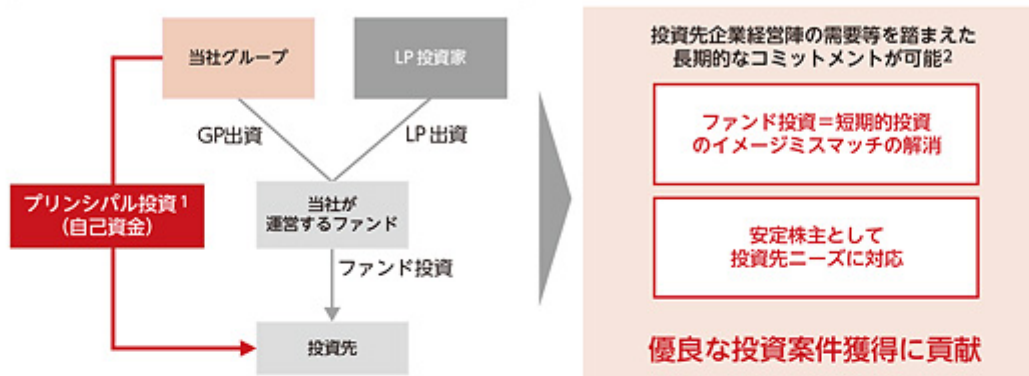 当社グループ
LP投資家
GP出資
LP出資
プリンシパル投資1
(自己資金)
当社が
運営するファンド
ファンド投資
投資先
投資先企業経営陣の需要等を踏まえた
長期的なコミットメントが可能2
ファンド投資＝短期的投資
のイメージミスマッチの解消
安定株主として
投資先ニーズに対応
優良な投資案件獲得に貢献